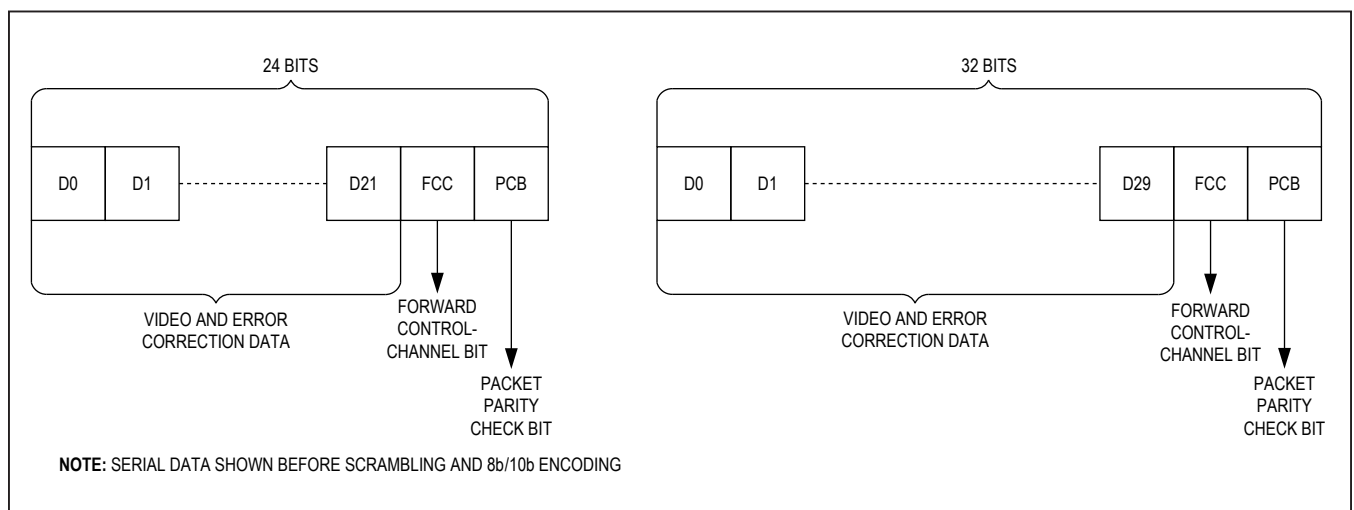 24 BITS
32 BITS
D0 D1 D21 FCC PCB
D0 D1 D29 FCC PCB
VIDEO AND ERROR
CORRECTION DATA
FORWARD
CONTROL-
CHANNEL BIT
PACKET
PARITY
CHECK BIT
VIDEO AND ERROR
CORRECTION DATA
FORWARD
CONTROL-
CHANNEL BIT
PACKET
PARITY
CHECK BIT
NOTE: SERIAL DATA SHOWN BEFORE SCRAMBLING AND 8b/10b ENCODING